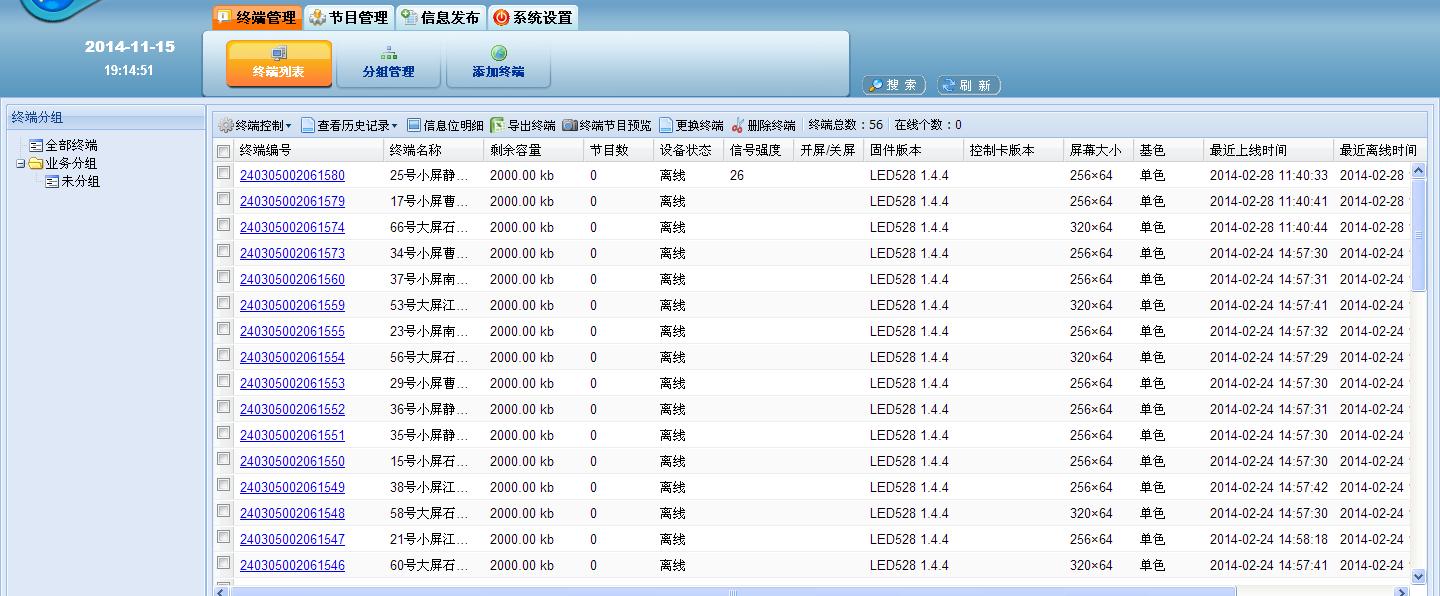 终端管理 节目管理 信息发布 系统设置
2014-11-15
19:14:51
终端列表 分组管理 添加终端
搜 索 刷 新
终端分组
全部终端
业务分组
未分组
终端控制 查看历史记录 信息位明细 导出终端 终端节目预览 更换终端 删除终端 终端总数：56 在线个数：0
终端编号 终端名称 剩余容量 节目数 设备状态 信号强度 开屏/关屏 固件版本 控制卡版本 屏幕大小 基色 最近上线时间 最近离线时间
240305002061580 25号小屏静... 2000.00 kb 0 离线 26 LED528 1.4.4 256×64 单色 2014-02-28 11:40:33 2014-02-28
240305002061579 17号小屏曹... 2000.00 kb 0 离线 LED528 1.4.4 256×64 单色 2014-02-28 11:40:41 2014-02-28
240305002061574 66号大屏石... 2000.00 kb 0 离线 LED528 1.4.4 320×64 单色 2014-02-28 11:40:44 2014-02-28
240305002061573 34号小屏曹... 2000.00 kb 0 离线 LED528 1.4.4 256×64 单色 2014-02-24 14:57:30 2014-02-24
240305002061560 37号小屏南... 2000.00 kb 0 离线 LED528 1.4.4 256×64 单色 2014-02-24 14:57:31 2014-02-24
240305002061559 53号大屏江... 2000.00 kb 0 离线 LED528 1.4.4 320×64 单色 2014-02-24 14:57:41 2014-02-24
240305002061555 23号小屏南... 2000.00 kb 0 离线 LED528 1.4.4 256×64 单色 2014-02-24 14:57:32 2014-02-24
240305002061554 56号大屏石... 2000.00 kb 0 离线 LED528 1.4.4 320×64 单色 2014-02-24 14:57:29 2014-02-24
240305002061553 29号小屏曹... 2000.00 kb 0 离线 LED528 1.4.4 256×64 单色 2014-02-24 14:57:30 2014-02-24
240305002061552 36号小屏静... 2000.00 kb 0 离线 LED528 1.4.4 256×64 单色 2014-02-24 14:57:31 2014-02-24
240305002061551 35号小屏静... 2000.00 kb 0 离线 LED528 1.4.4 256×64 单色 2014-02-24 14:57:30 2014-02-24
240305002061550 15号小屏石... 2000.00 kb 0 离线 LED528 1.4.4 256×64 单色 2014-02-24 14:57:30 2014-02-24
240305002061549 38号小屏江... 2000.00 kb 0 离线 LED528 1.4.4 256×64 单色 2014-02-24 14:57:42 2014-02-24
240305002061548 58号大屏石... 2000.00 kb 0 离线 LED528 1.4.4 320×64 单色 2014-02-24 14:57:30 2014-02-24
240305002061547 21号小屏江... 2000.00 kb 0 离线 LED528 1.4.4 256×64 单色 2014-02-24 14:58:18 2014-02-24
240305002061546 60号大屏石... 2000.00 kb 0 离线 LED528 1.4.4 320×64 单色 2014-02-24 14:57:41 2014-02-24